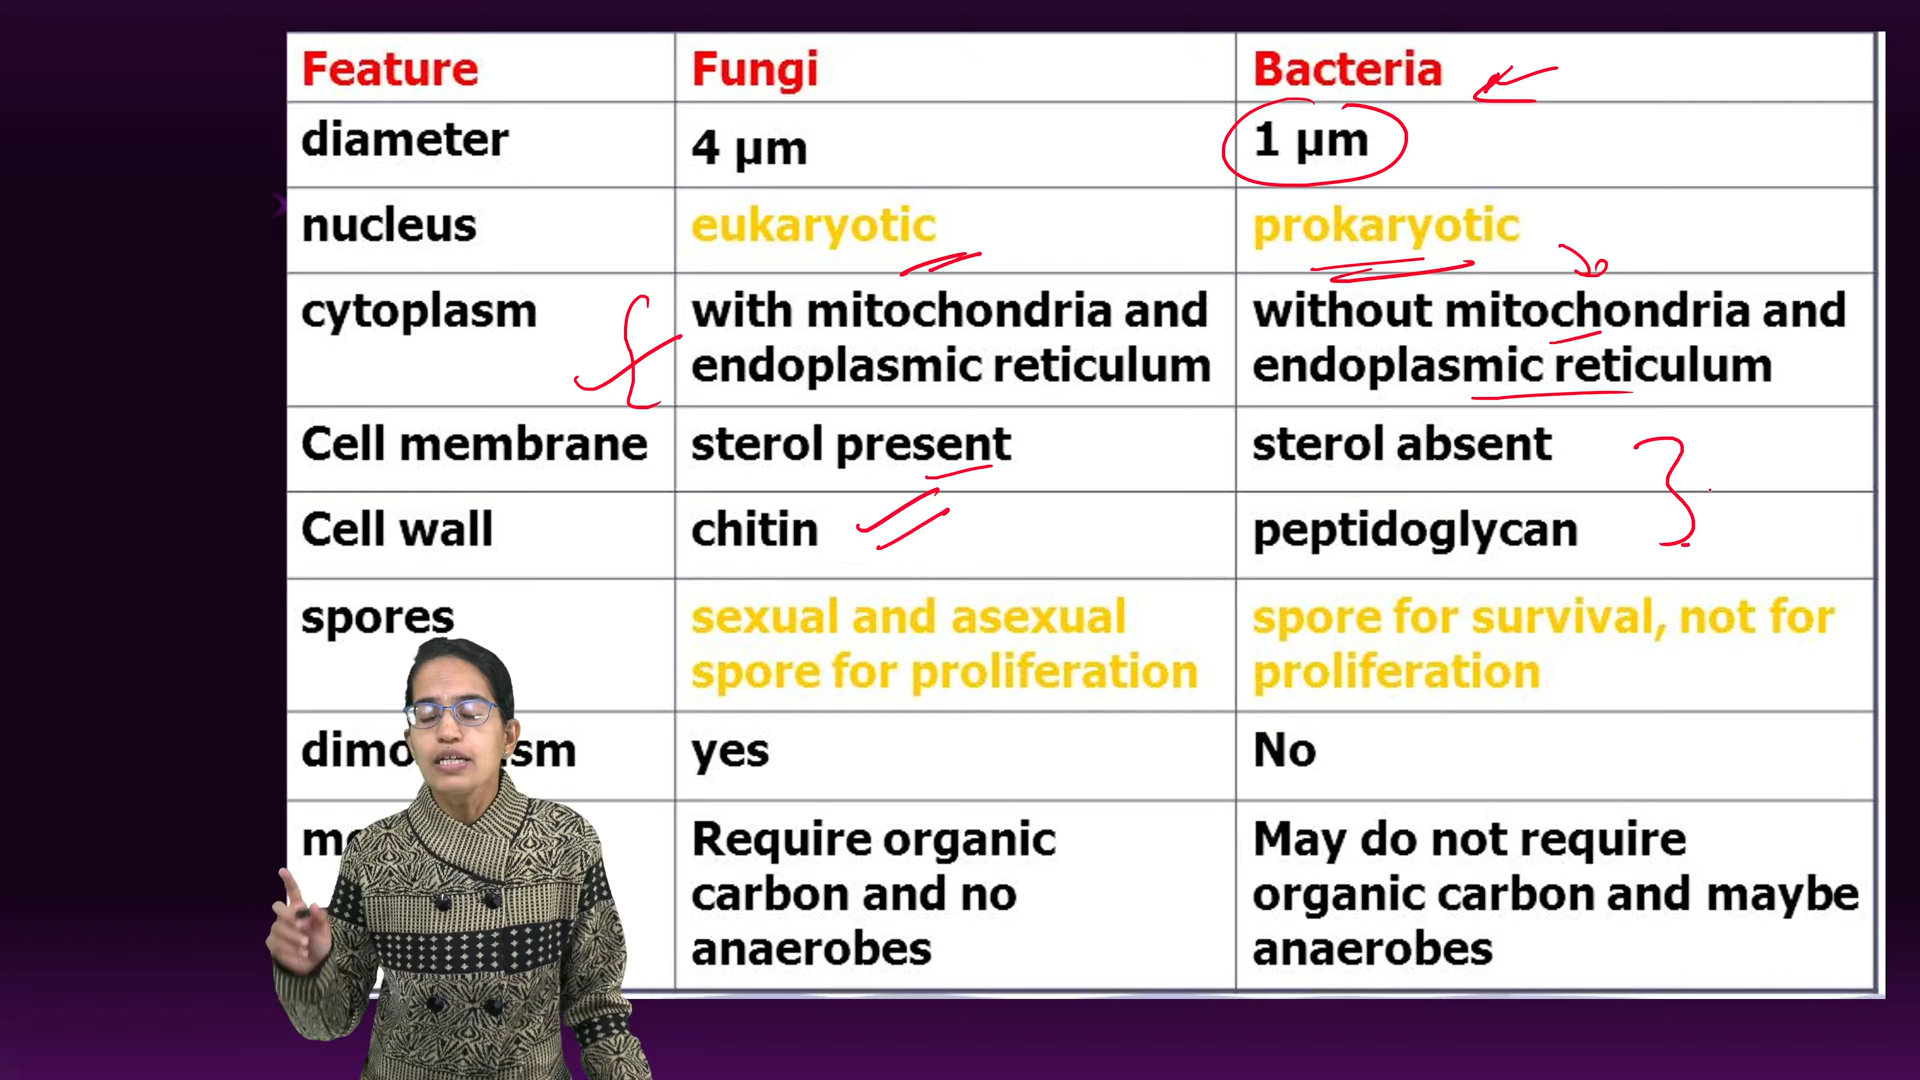 Feature Fungi Bacteria
diameter 4 µm 1 µm
nucleus eukaryotic prokaryotic
cytoplasm with mitochondria and without mitochondria and
endoplasmic reticulum endoplasmic reticulum
Cell membrane sterol present sterol absent
Cell wall chitin peptidoglycan
spores sexual and asexual spore for survival, not for
spore for proliferation proliferation
yes No
Require organic May do not require
carbon and no organic carbon and maybe
anaerobes anaerobes